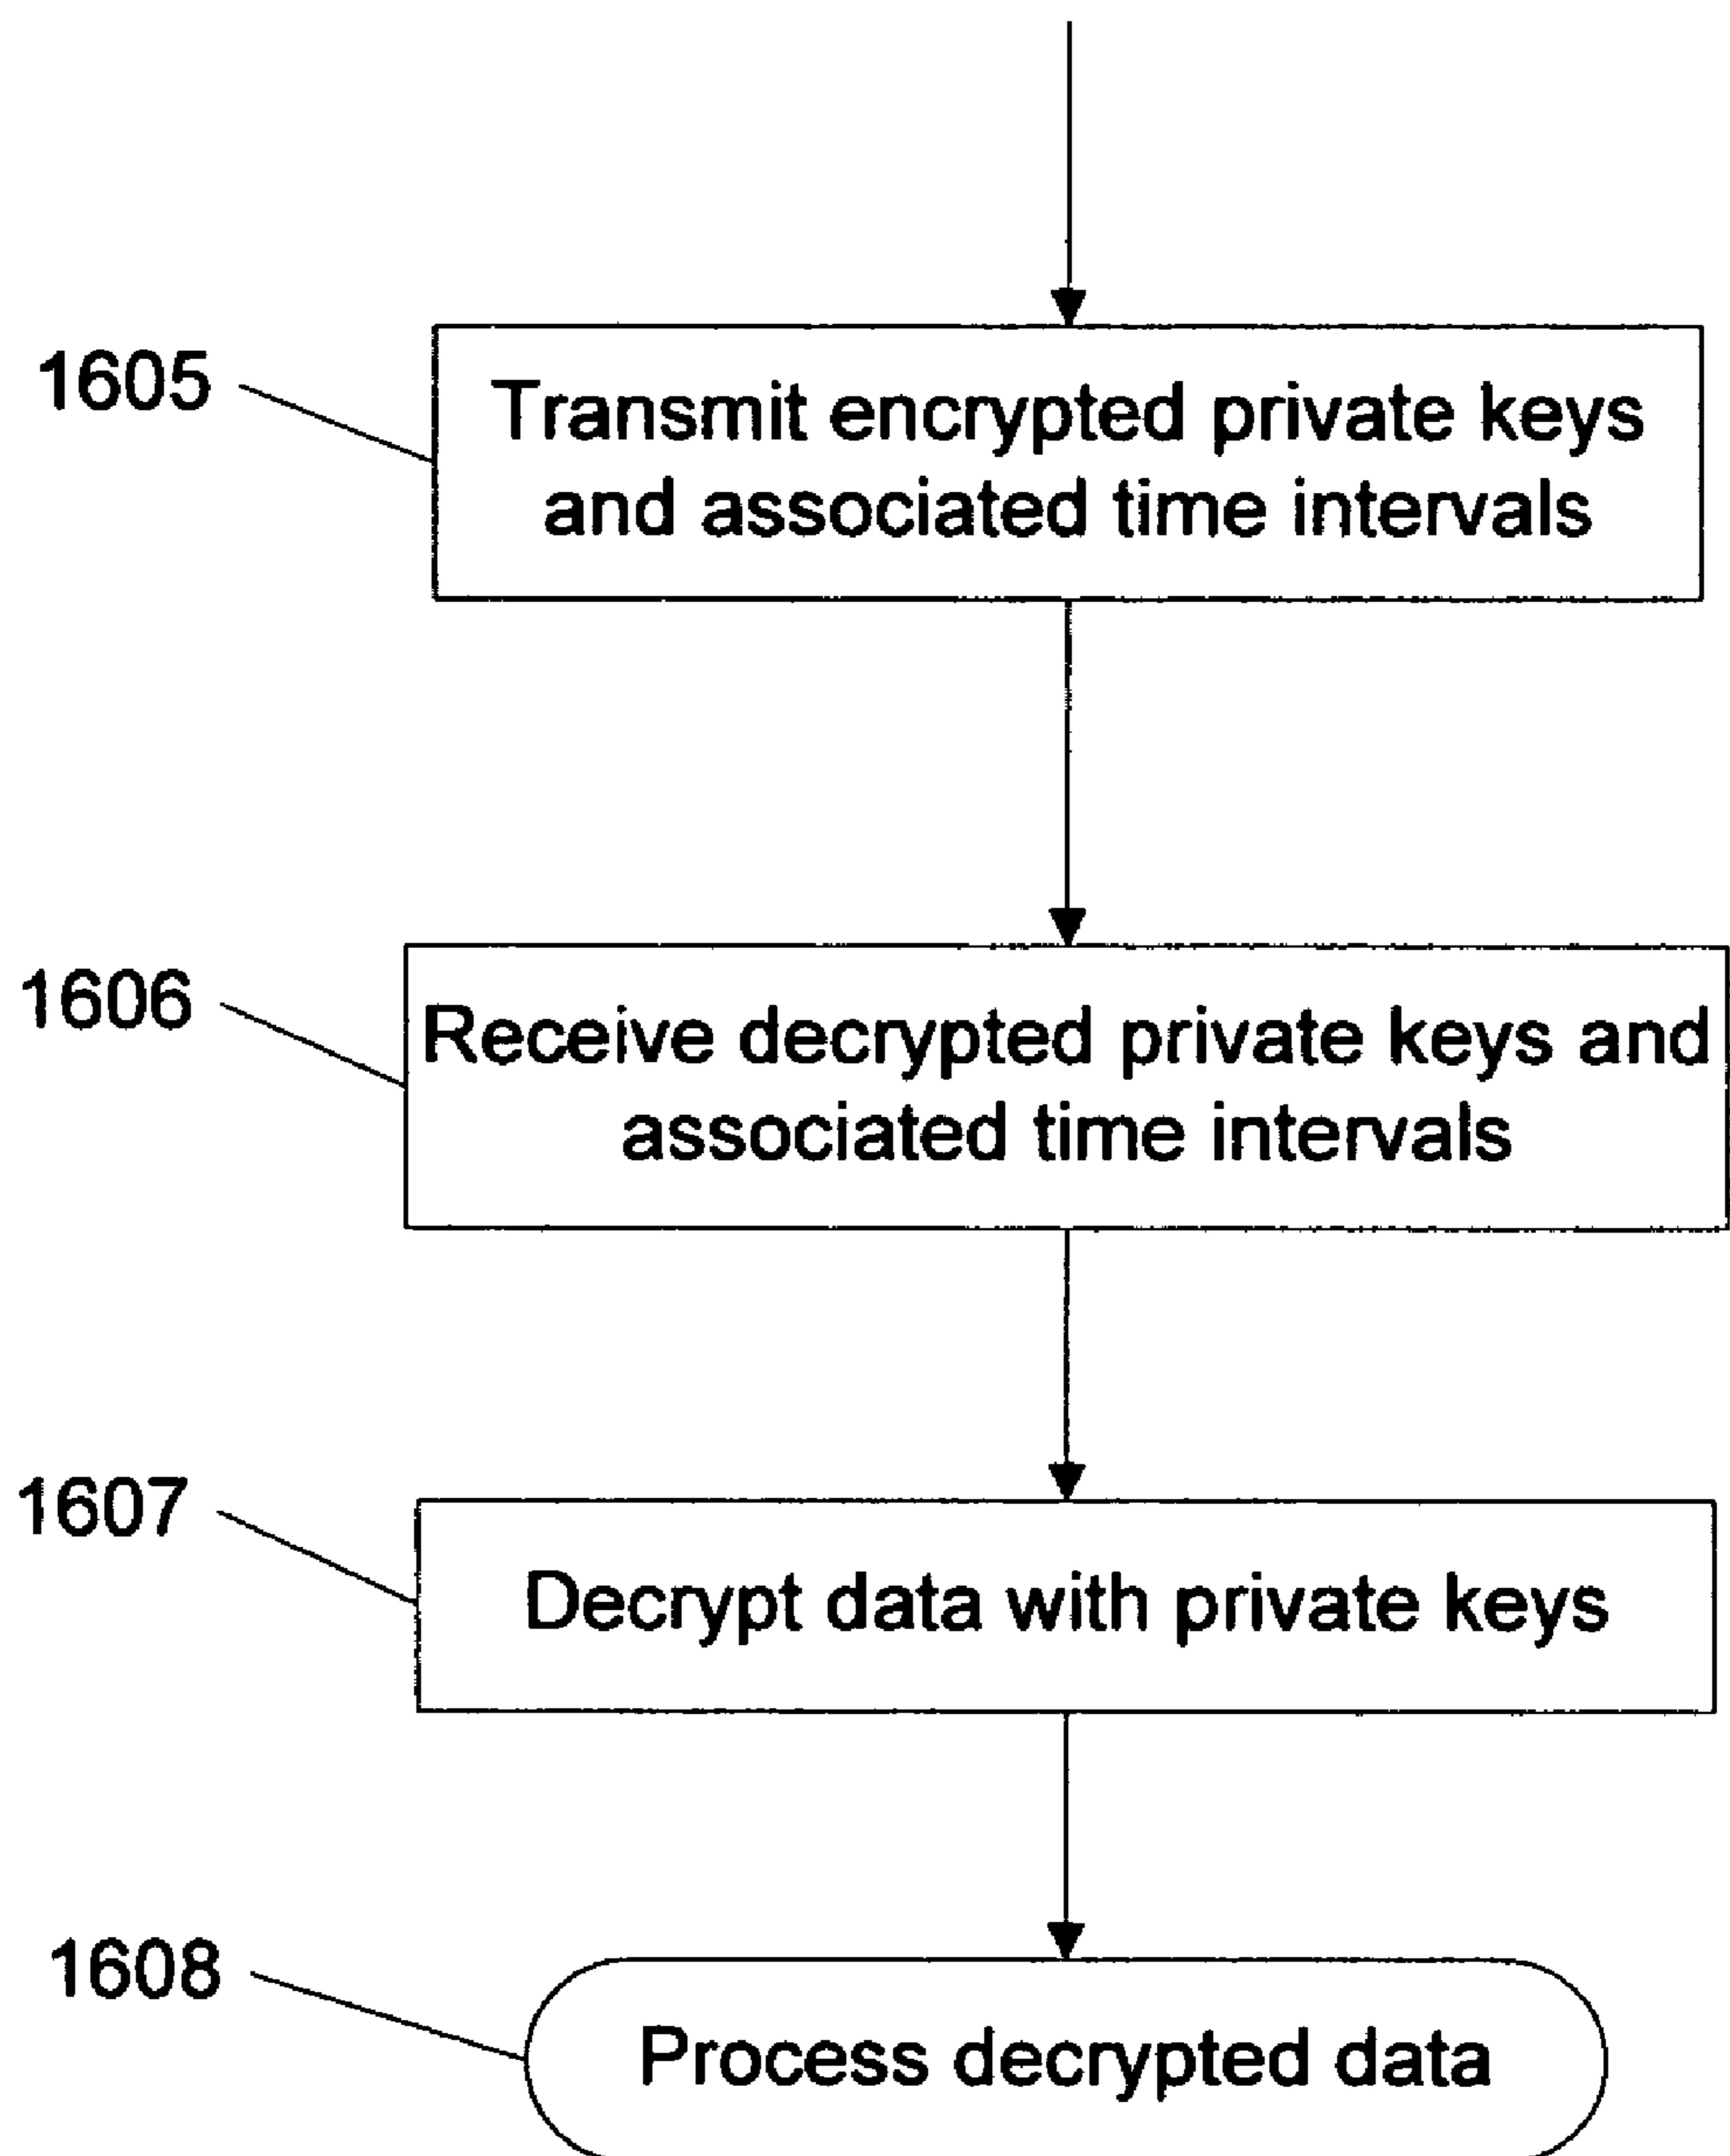 1605
Transmit encrypted private keys
and associated time intervals
1606
Receive decrypted private keys and
associated time intervals
1607
Decrypt data with private keys
1608
Process decrypted data